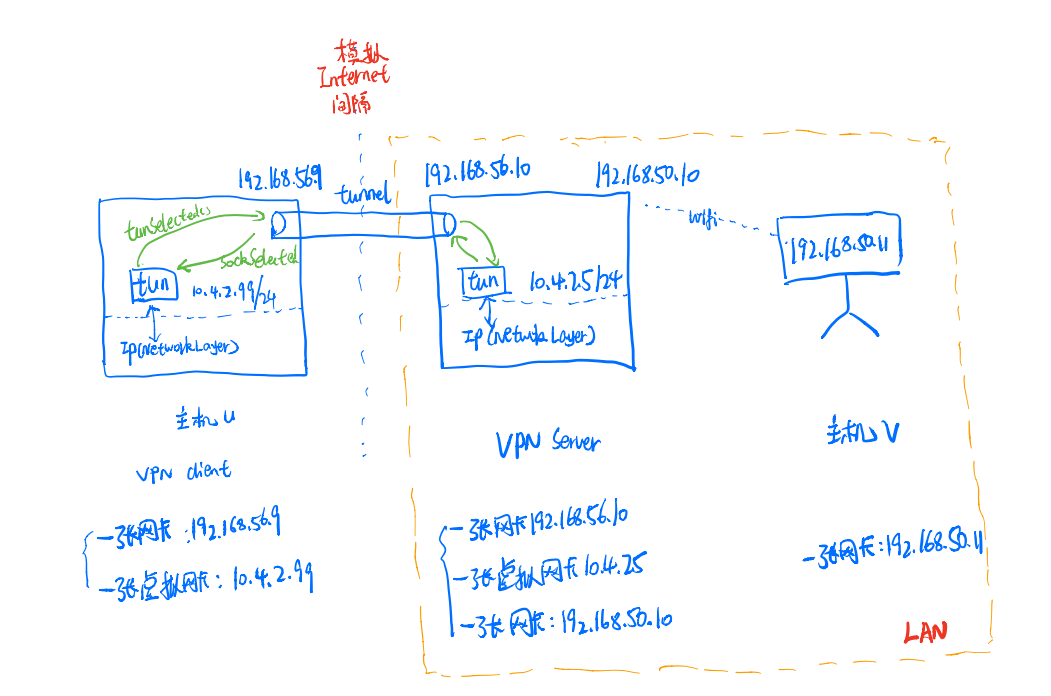 模拟
Internet
间隔
192.168.56.9
tunnel
192.168.56.10
192.168.50.10
wifi
tunSelected
sockSelected
tun
10.4.2.99/24
Ip(NetworkLayer)
tun
10.4.2.5/24
Ip(NetworkLayer)
192.168.50.11
主机U
VPN client
VPN Server
主机V
一张网卡:192.168.56.9
一张虚拟网卡:10.4.2.99
一张网卡192.168.56.10
一张虚拟网卡10.4.2.5
一张网卡:192.168.50.10
一张网卡:192.168.50.11
LAN